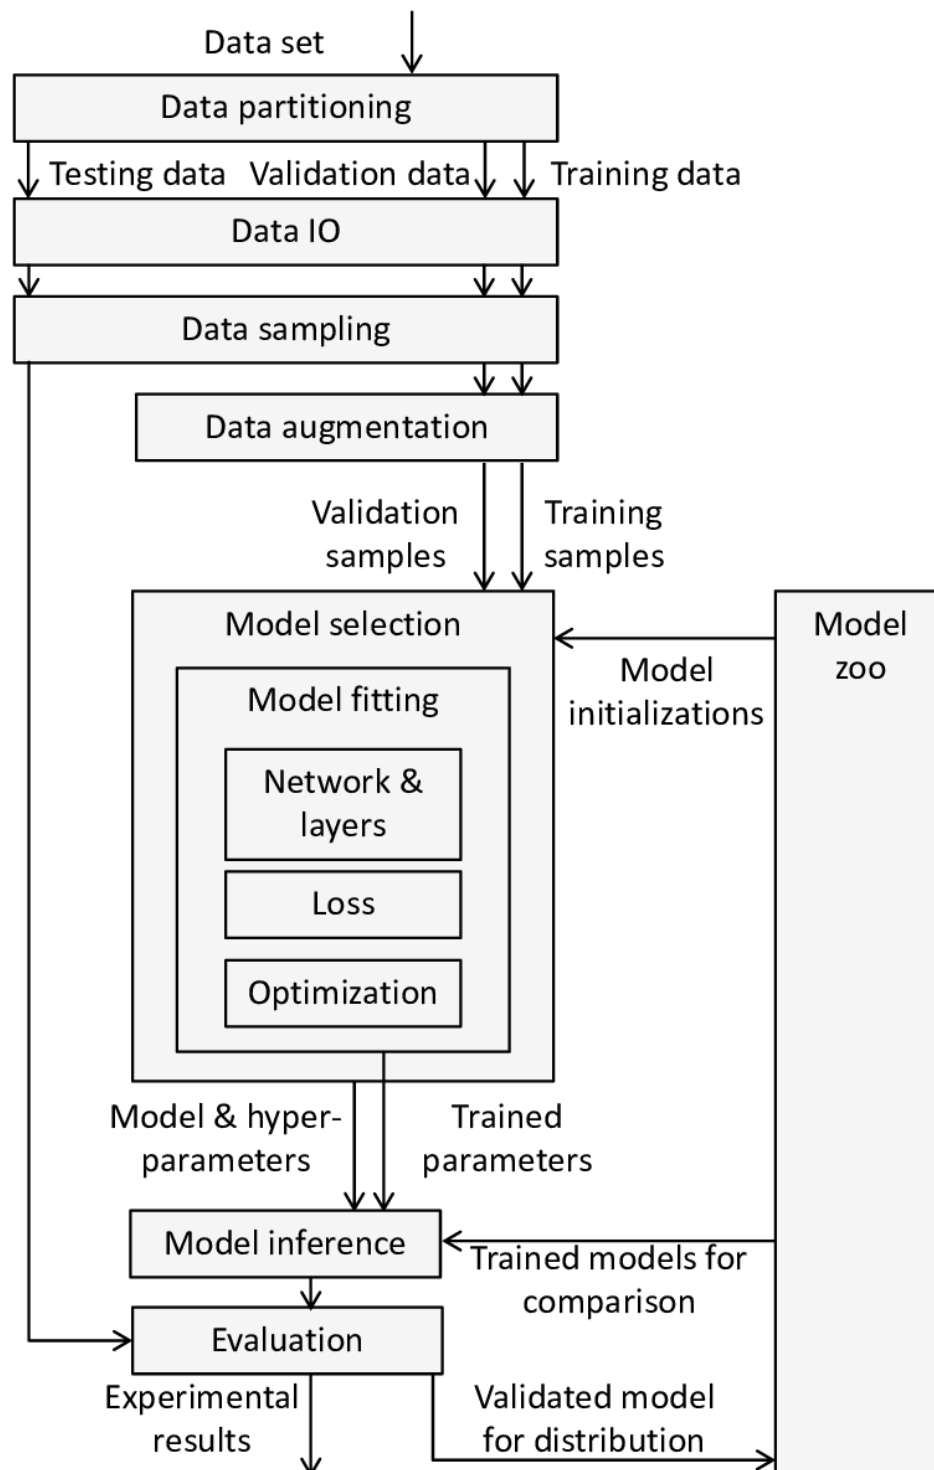 Data set
Data partitioning
Testing data
Validation data
Training data
Data IO
Data sampling
Data augmentation
Validation
samples
Training
samples
Model selection
Model fitting
Network &
layers
Loss
Optimization
Model
zoo
Model
initializations
Model & hyper-
parameters
Trained
parameters
Model inference
Trained models for
comparison
Evaluation
Experimental
results
Validated model
for distribution